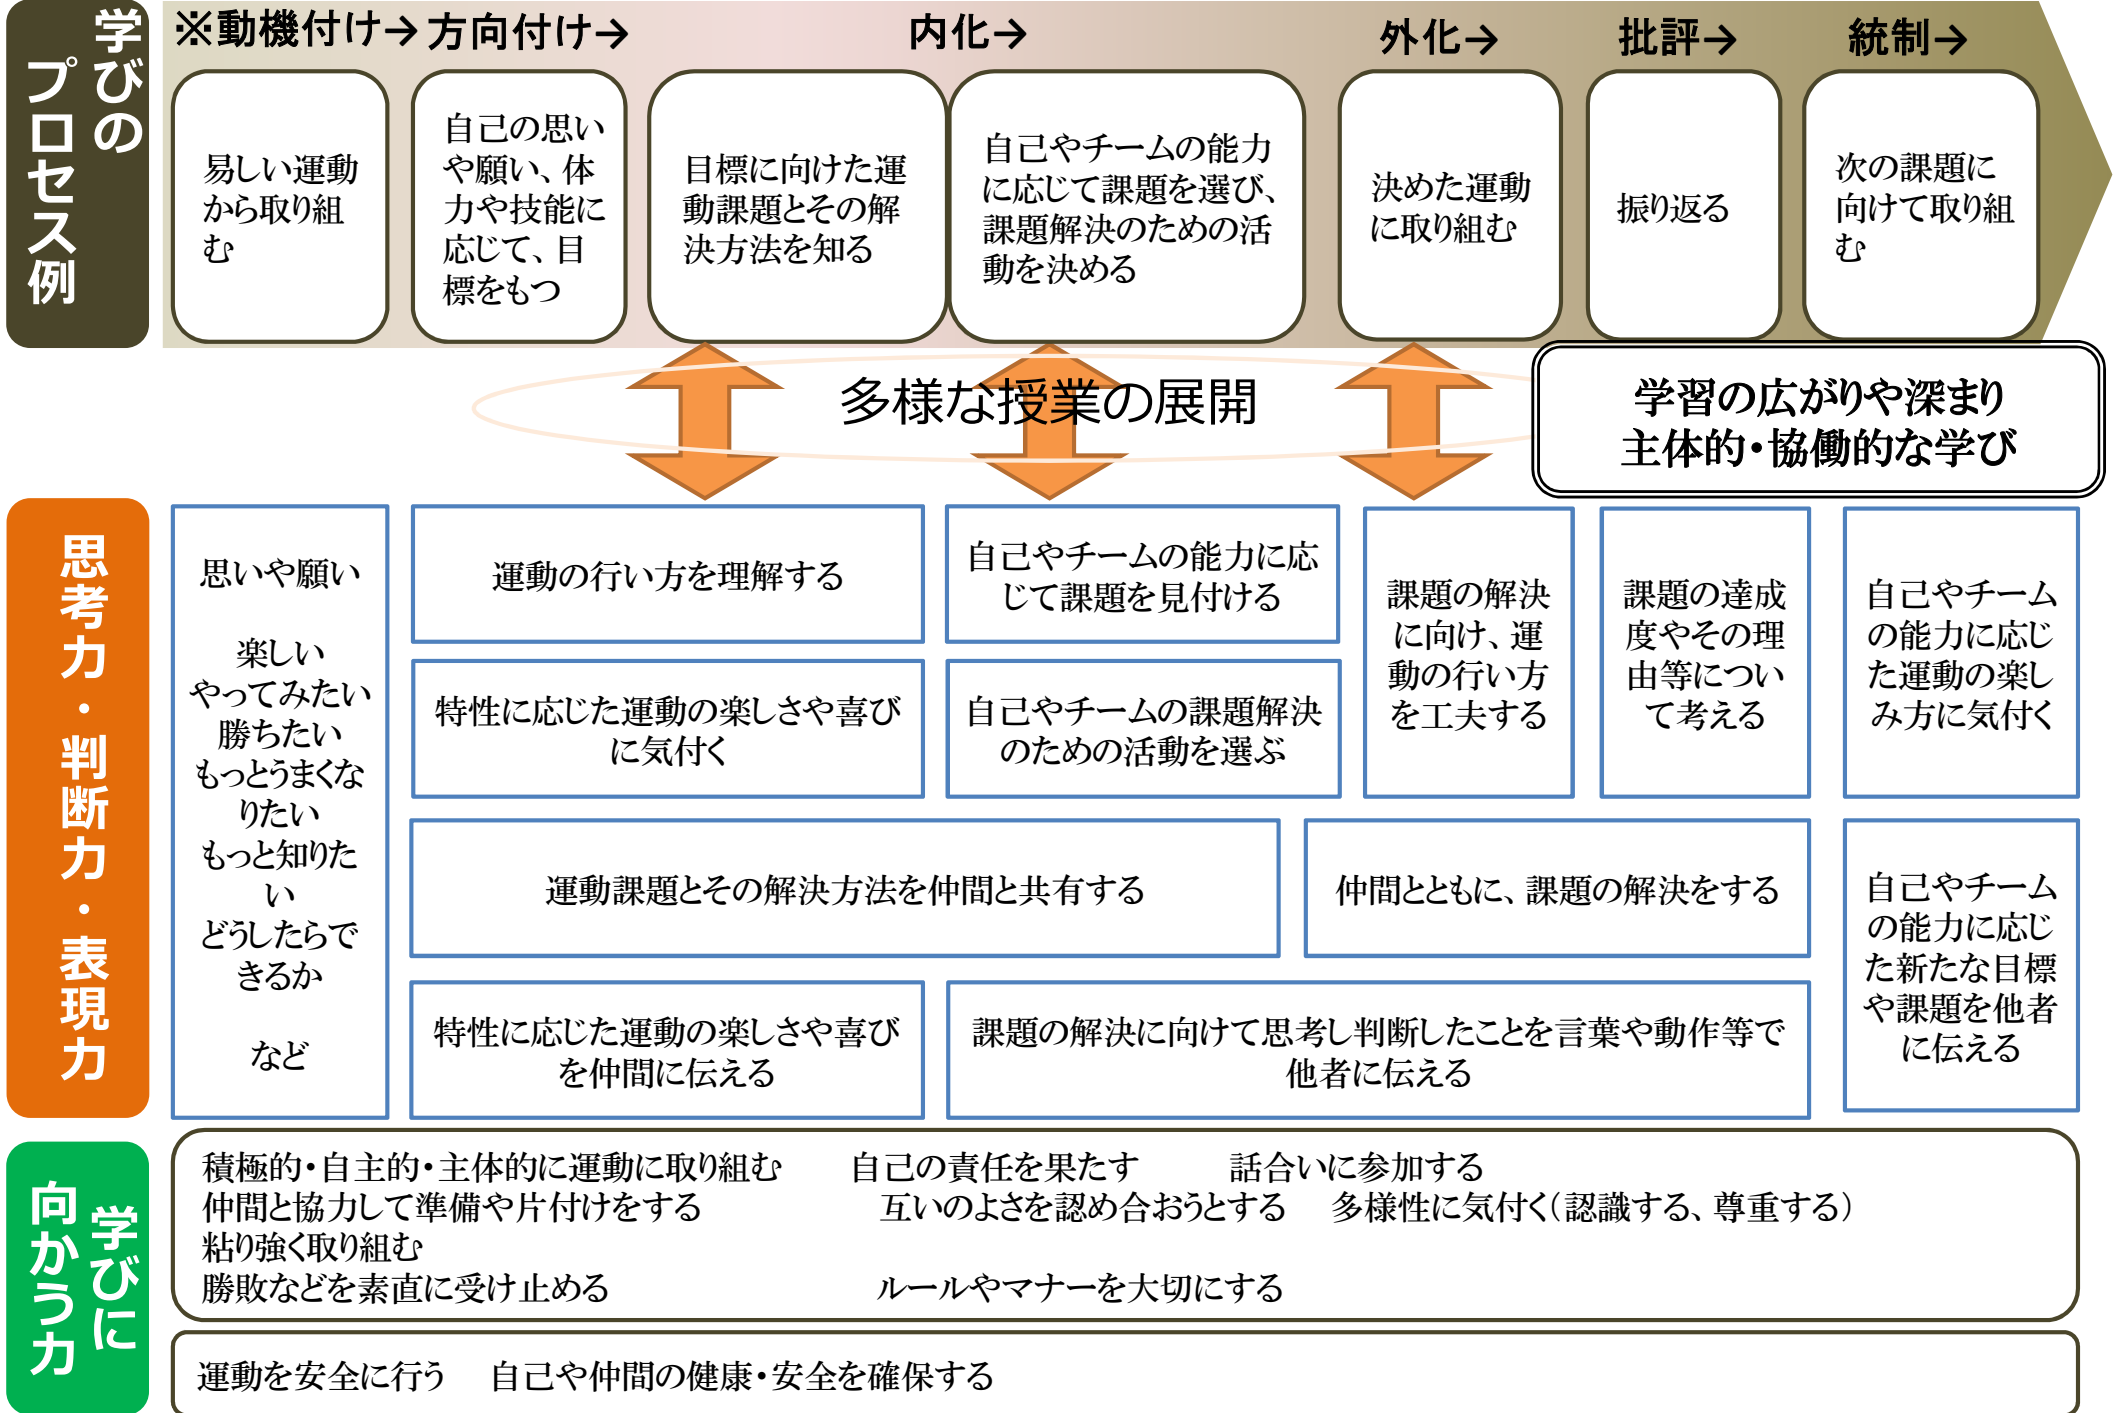 学びの
プロセス例
※動機付け→
方向付け→
内化→
外化→
批評→
統制→
易しい運動
から取り組
む
自己の思い
や願い、体
力や技能に
応じて、目
標をもつ
目標に向けた運
動課題とその解
決方法を知る
自己やチームの能力
に応じて課題を選び、
課題解決のための活
動を決める
決めた運動
に取り組む
振り返る
次の課題に
向けて取り組
む
多様な授業の展開
学習の広がりや深まり
主体的・協働的な学び
思考力・判断力・表現力
思いや願い
楽しい
やってみたい
勝ちたい
もっとうまくな
りたい
もっと知りた
い
どうしたらで
きるか
など
運動の行い方を理解する
自己やチームの能力に応
じて課題を見付ける
課題の解決
に向け、運
動の行い方
を工夫する
課題の達成
度やその理
由等につい
て考える
自己やチーム
の能力に応じ
た運動の楽し
み方に気付く
特性に応じた運動の楽しさや喜び
に気付く
自己やチームの課題解決
のための活動を選ぶ
運動課題とその解決方法を仲間と共有する
仲間とともに、課題の解決をする
自己やチーム
の能力に応じ
た新たな目標
や課題を他者
に伝える
特性に応じた運動の楽しさや喜び
を仲間に伝える
課題の解決に向けて思考し判断したことを言葉や動作等で
他者に伝える
学びに
向かう力
積極的・自主的・主体的に運動に取り組む 自己の責任を果たす 話合いに参加する
仲間と協力して準備や片付けをする 互いのよさを認め合おうとする 多様性に気付く（認識する、尊重する）
粘り強く取り組む
勝敗などを素直に受け止める ルールやマナーを大切にする
運動を安全に行う 自己や仲間の健康・安全を確保する